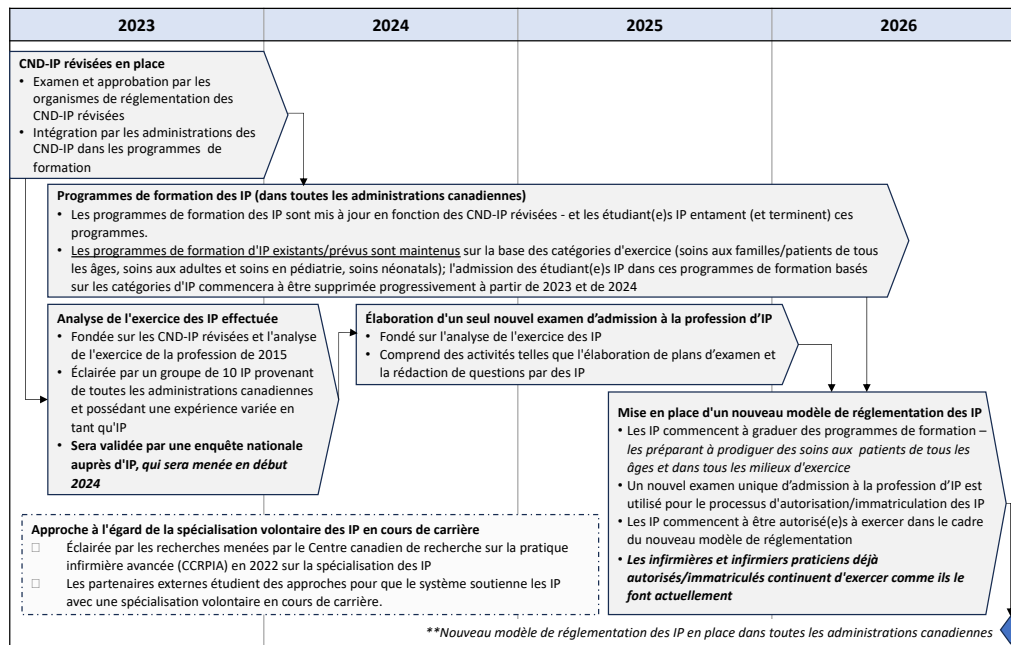 2023 2024 2025 2026
CND-IP révisées en place
• Examen et approbation par les
organismes de réglementation des
CND-IP révisées
• Intégration par les administrations des
CND-IP dans les programmes de
formation
Programmes de formation des IP (dans toutes les administrations canadiennes)
• Les programmes de formation des IP sont mis à jour en fonction des CND-IP révisées - et les étudiant(e)s IP entament (et terminent) ces
programmes.
• Les programmes de formation d'IP existants/prévus sont maintenus sur la base des catégories d'exercice (soins aux familles/patients de tous
les âges, soins aux adultes et soins en pédiatrie, soins néonatals); l'admission des étudiant(e)s IP dans ces programmes de formation basés
sur les catégories d'IP commencera à être supprimée progressivement à partir de 2023 et de 2024
Analyse de l'exercice des IP effectuée
• Fondée sur les CND-IP révisées et l'analyse
de l'exercice de la profession de 2015
• Éclairée par un groupe de 10 IP provenant
de toutes les administrations canadiennes
et possédant une expérience variée en
tant qu'IP
• Sera validée par une enquête nationale
auprès d'IP, qui sera menée en début
2024
Élaboration d'un seul nouvel examen d’admission à la profession d’IP
• Fondé sur l'analyse de l'exercice des IP
• Comprend des activités telles que l'élaboration de plans d’examen et
la rédaction de questions par des IP
Mise en place d'un nouveau modèle de réglementation des IP
• Les IP commencent à graduer des programmes de formation –
les préparant à prodiguer des soins aux patients de tous les
âges et dans tous les milieux d'exercice
• Un nouvel examen unique d’admission à la profession d’IP est
utilisé pour le processus d'autorisation/immatriculation des IP
• Les IP commencent à être autorisé(e)s à exercer dans le cadre
du nouveau modèle de réglementation
• Les infirmières et infirmiers praticiens déjà
autorisés/immatriculés continuent d'exercer comme ils le
font actuellement
Approche à l'égard de la spécialisation volontaire des IP en cours de carrière
Éclairée par les recherches menées par le Centre canadien de recherche sur la pratique
infirmière avancée (CCRPIA) en 2022 sur la spécialisation des IP
Les partenaires externes étudient des approches pour que le système soutienne les IP
avec une spécialisation volontaire en cours de carrière.
**Nouveau modèle de réglementation des IP en place dans toutes les administrations canadiennes